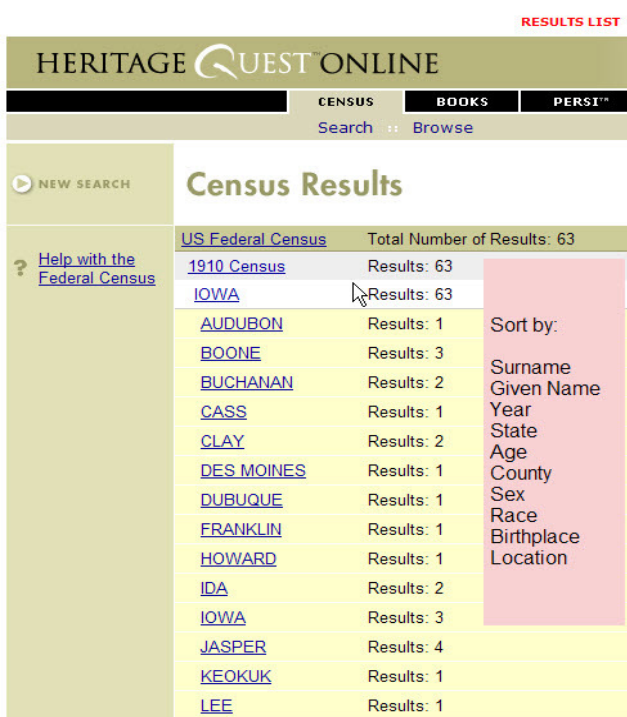 RESULTS LIST
HERITAGE QUEST™ ONLINE
CENSUS BOOKS PERSI™
Search :: Browse
NEW SEARCH
Census Results
? Help with the
Federal Census
US Federal Census Total Number of Results: 63
1910 Census Results: 63
IOWA Results: 63
AUDUBON Results: 1
BOONE Results: 3
BUCHANAN Results: 2
CASS Results: 1
CLAY Results: 2
DES MOINES Results: 1
DUBUQUE Results: 1
FRANKLIN Results: 1
HOWARD Results: 1
IDA Results: 2
IOWA Results: 3
JASPER Results: 4
KEOKUK Results: 1
LEE Results: 1
Sort by:
Surname
Given Name
Year
State
Age
County
Sex
Race
Birthplace
Location